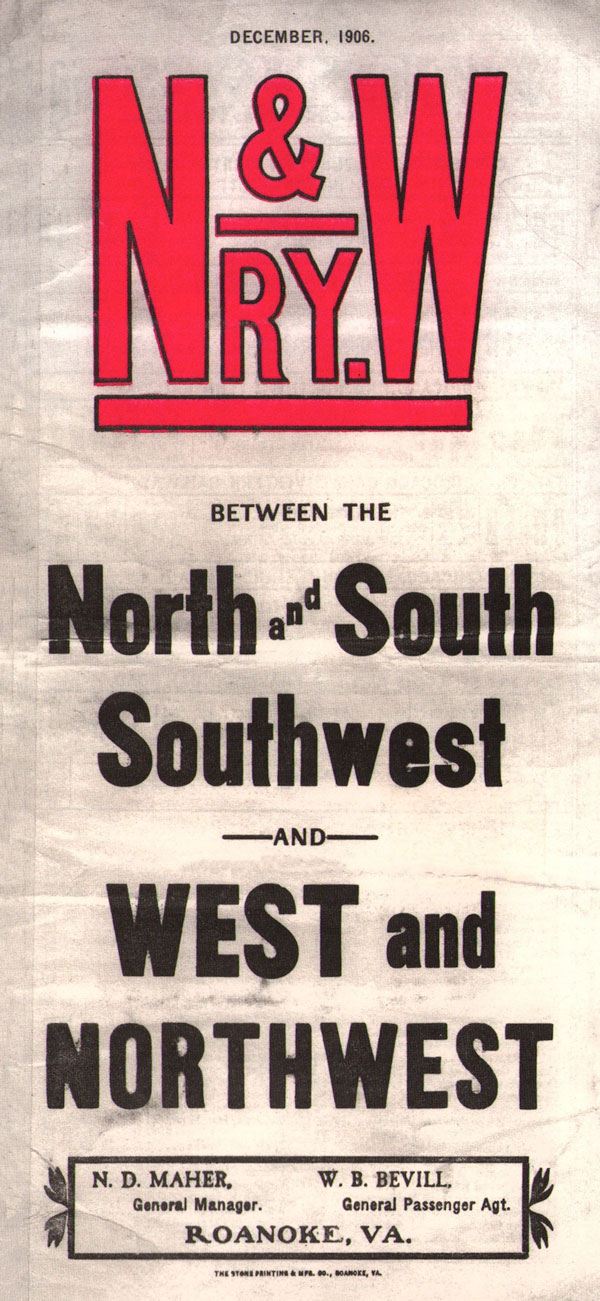 DECEMBER, 1906.
N & W
RY.
BETWEEN THE
North and South
Southwest
AND
WEST and
NORTHWEST
N. D. MAHER, W. B. BEVILL,
General Manager. General Passenger Agt.
ROANOKE, VA.
THE STONE PRINTING & MFG. CO., ROANOKE, VA.